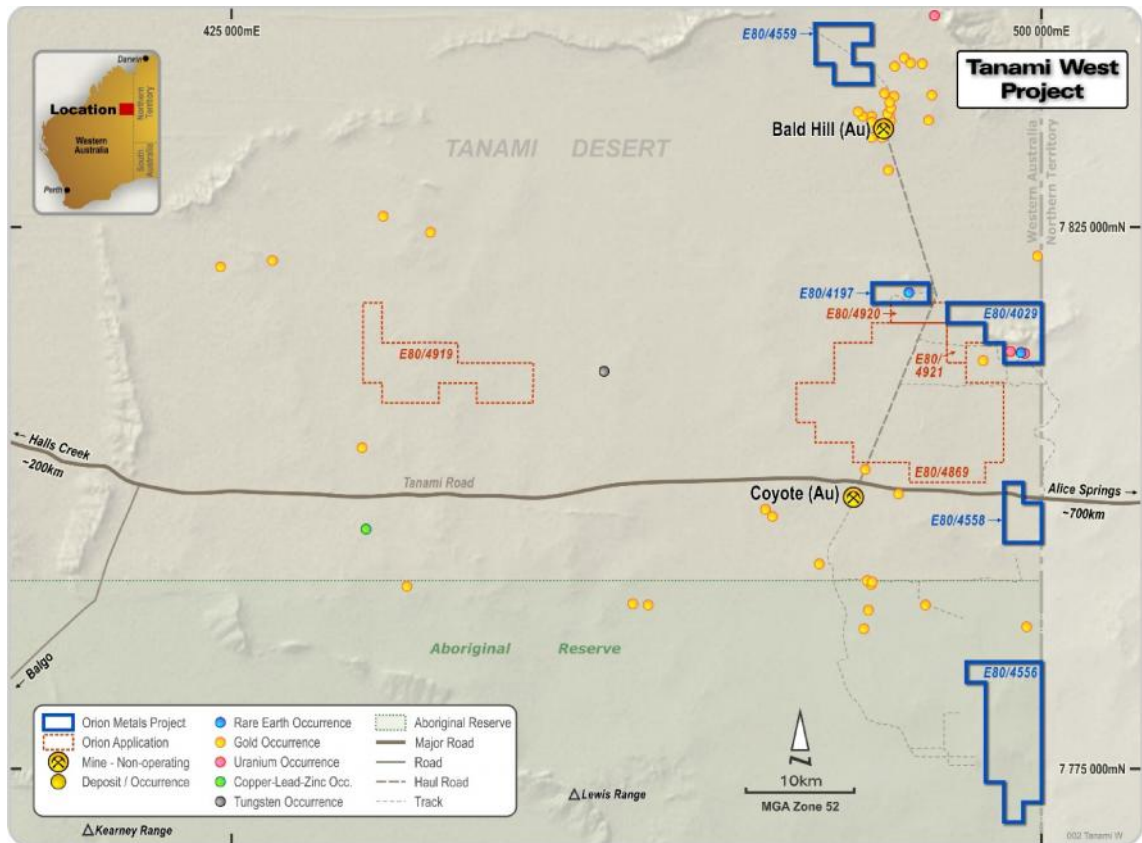 425 000mE
500 000mE
Tanami West
Project
E80/4559
Darwin
Location
Northern
Territory
Western
Australia
South
Australia
Perth
Bald Hill (Au)
TANAMI DESERT
Western Australia
Northern Territory
7 825 000mN
E80/4197
E80/4920
E80/4029
E80/4919
E80/
4921
Halls Creek
~200km
E80/4869
Tanami Road
Coyote (Au)
Alice Springs
~700km
E80/4558
Balgo
Aboriginal Reserve
E80/4556
Orion Metals Project
Orion Application
Mine - Non-operating
Deposit / Occurrence
Rare Earth Occurrence
Gold Occurrence
Uranium Occurrence
Copper-Lead-Zinc Occ.
Tungsten Occurrence
Aboriginal Reserve
Major Road
Road
Haul Road
Track
Lewis Range
Kearney Range
N
10km
MGA Zone 52
7 775 000mN
002 Tanami W